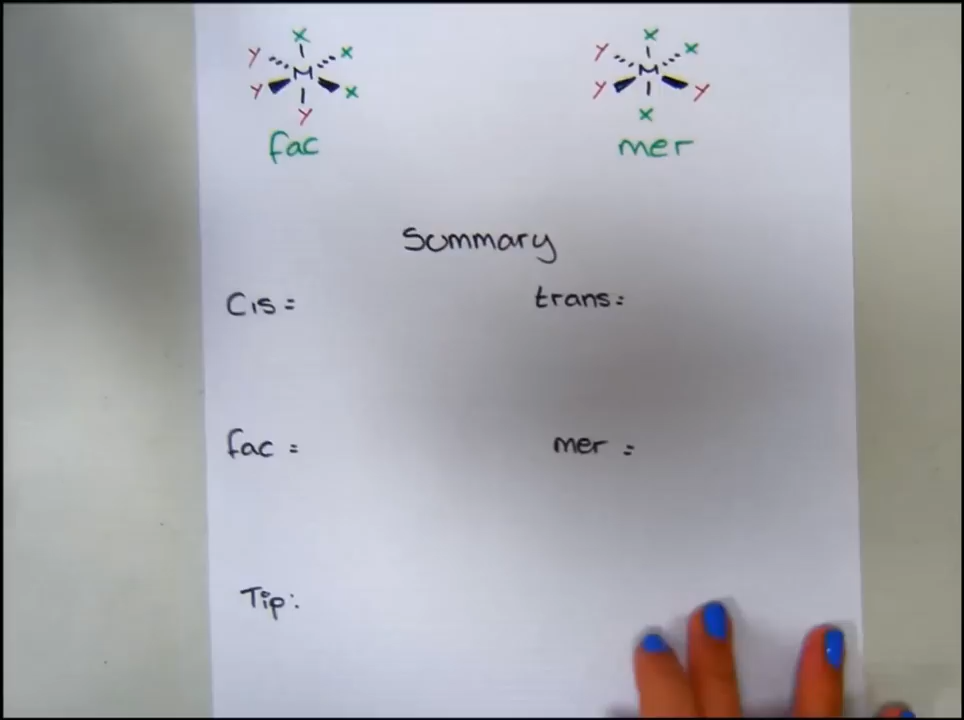 X X
Y X X
Y M X
Y M
Y X
Y Y
Y X
fac mer
Summary
Cis = trans:
fac = mer =
Tip: